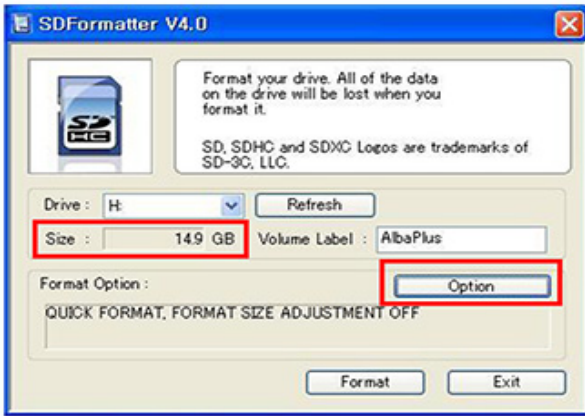 SDFormatter V4.0
Format your drive. All of the data
on the drive will be lost when you
format it.
SD, SDHC and SDXC Logos are trademarks of
SD-3C, LLC.
SD
HC
Drive : H: Refresh
Size : 14.9 GB Volume Label : AlbaPlus
Format Option : Option
QUICK FORMAT, FORMAT SIZE ADJUSTMENT OFF
Format Exit